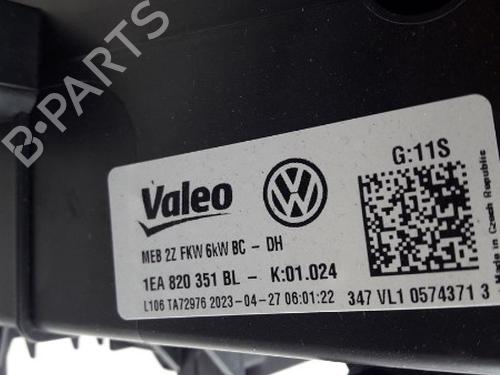 Valeo
G:11S
MEB 2Z FKW 6kW BC - DH
1EA 820 351 BL - K:01.024
L106 TA72976 2023-04-27 06:01:22
347 VL1 0574371 3
Made in Czech Republic
B-PARTS